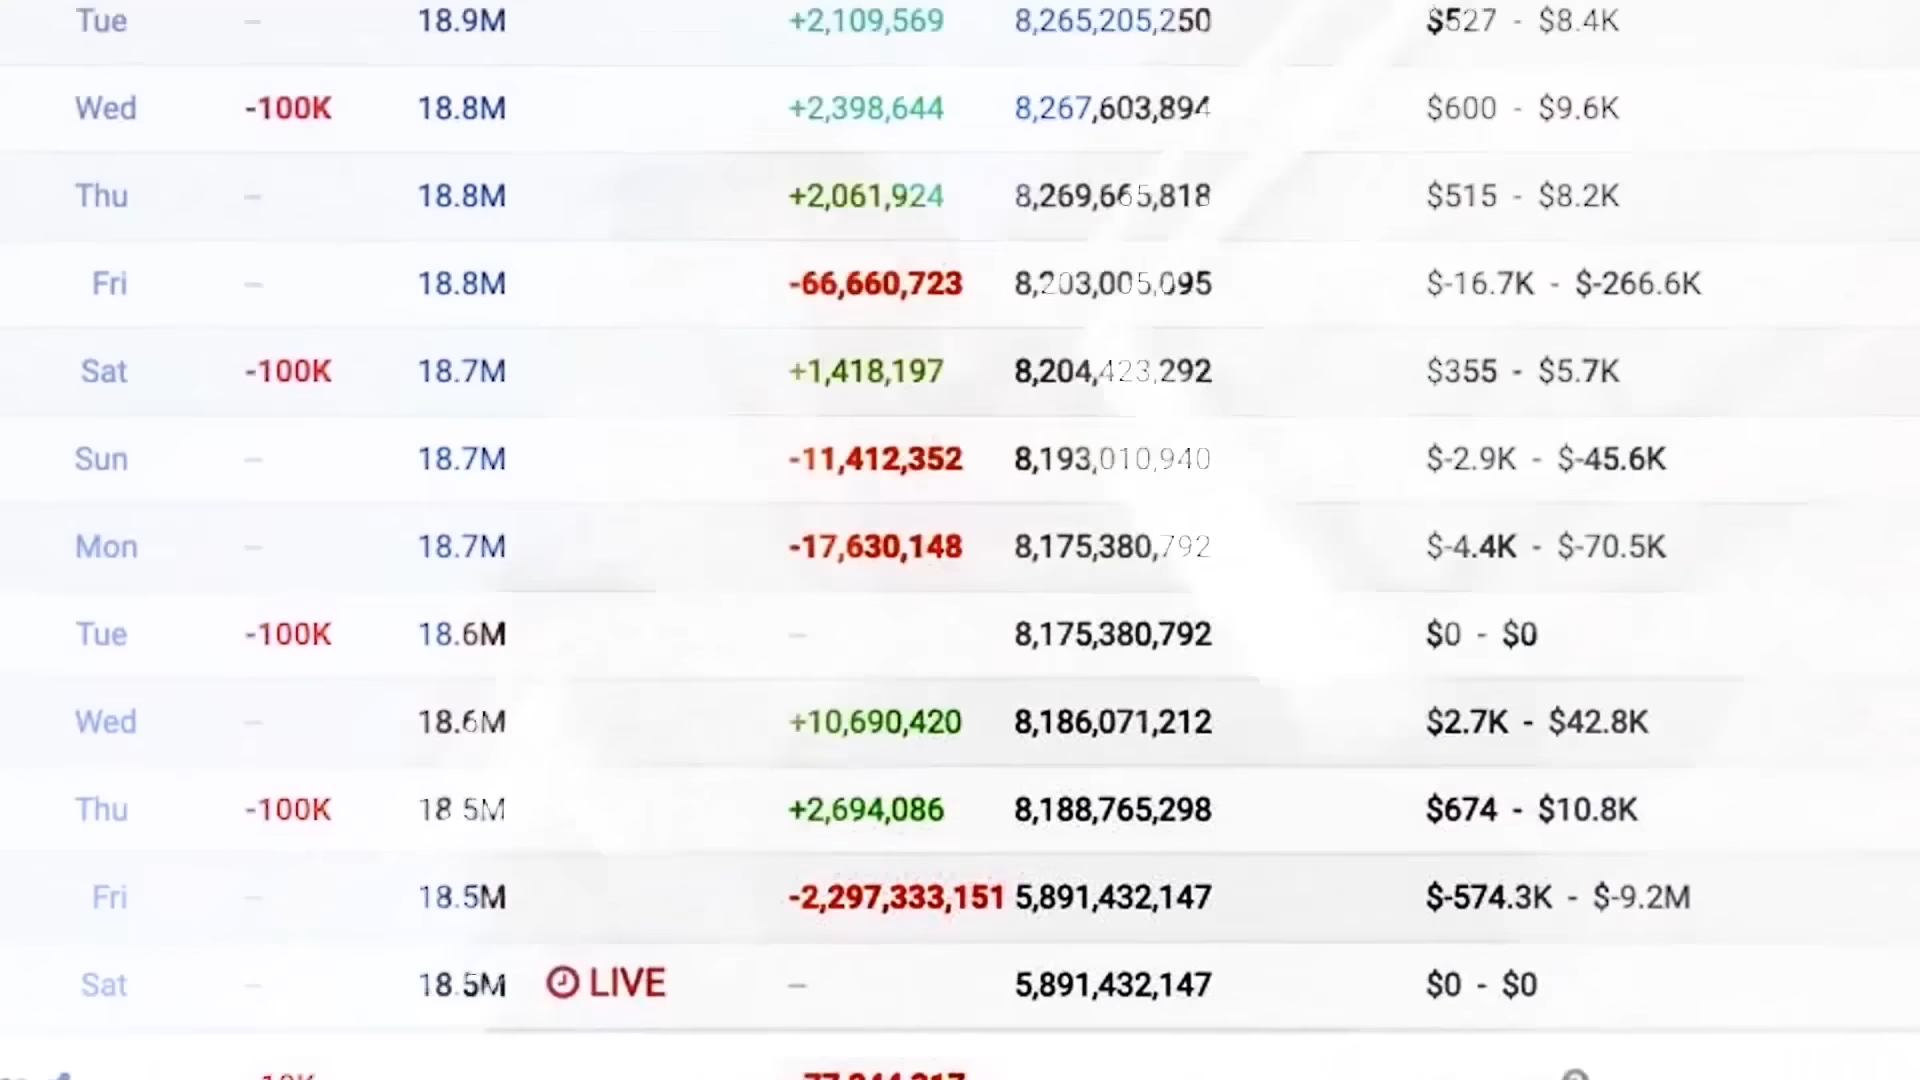 Tue – 18.9M +2,109,569 8,265,205,250 $527 - $8.4K
Wed -100K 18.8M +2,398,644 8,267,603,894 $600 - $9.6K
Thu – 18.8M +2,061,924 8,269,665,818 $515 - $8.2K
Fri – 18.8M -66,660,723 8,203,005,095 $-16.7K - $-266.6K
Sat -100K 18.7M +1,418,197 8,204,423,292 $355 - $5.7K
Sun – 18.7M -11,412,352 8,193,010,940 $-2.9K - $-45.6K
Mon – 18.7M -17,630,148 8,175,380,792 $-4.4K - $-70.5K
Tue -100K 18.6M – 8,175,380,792 $0 - $0
Wed – 18.6M +10,690,420 8,186,071,212 $2.7K - $42.8K
Thu -100K 18.5M +2,694,086 8,188,765,298 $674 - $10.8K
Fri – 18.5M -2,297,333,151 5,891,432,147 $-574.3K - $-9.2M
Sat – 18.5M LIVE – 5,891,432,147 $0 - $0